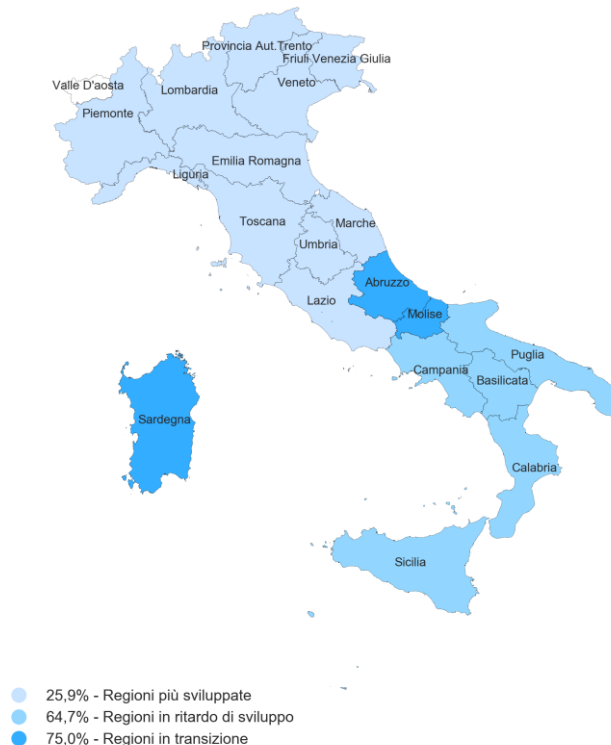 Provincia Aut.Trento
Friuli Venezia Giulia
Valle D'aosta
Lombardia
Veneto
Piemonte
Emilia Romagna
Liguria
Toscana
Marche
Umbria
Abruzzo
Lazio
Molise
Puglia
Campania
Basilicata
Sardegna
Calabria
Sicilia
25,9% - Regioni più sviluppate
64,7% - Regioni in ritardo di sviluppo
75,0% - Regioni in transizione